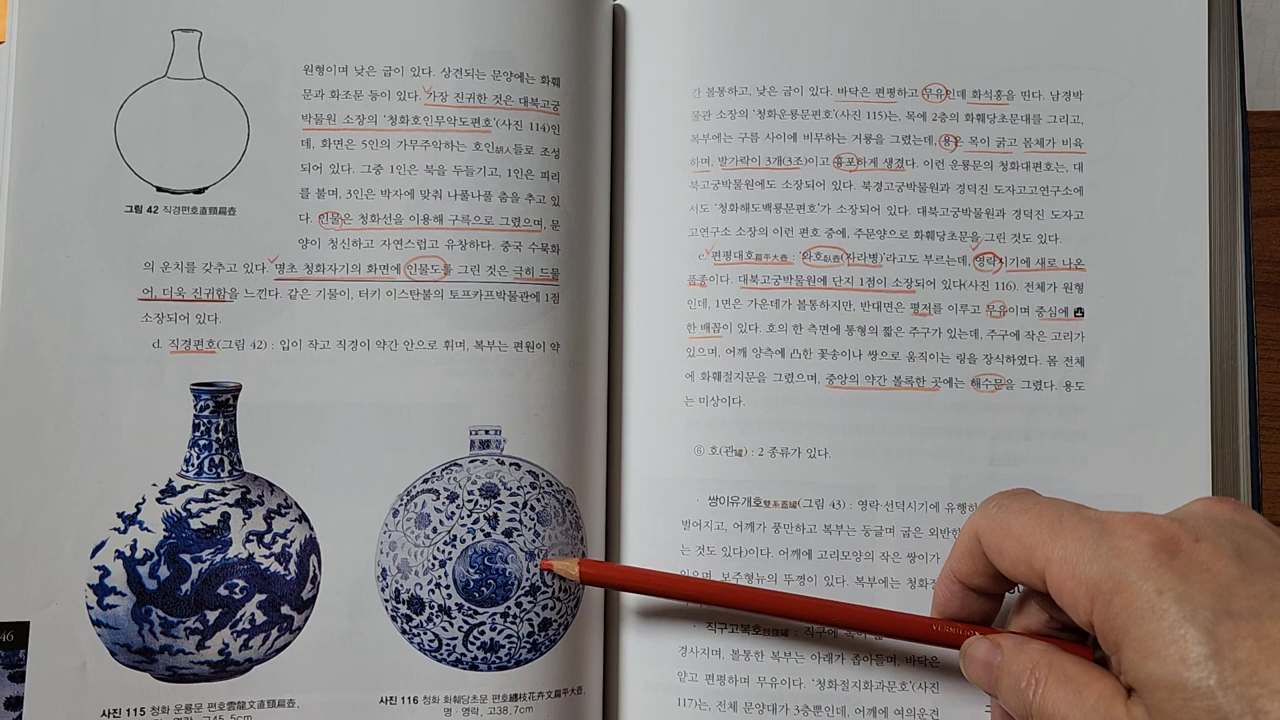 원형이며 낮은 굽이 있다. 상견되는 문양에는 화훼
문과 화조문 등이 있다. 가장 진귀한 것은 대북고궁
박물원 소장의 '청화호인무악도편호'(사진 114)인
데, 화면은 5인의 가무주악하는 호인胡人들로 조성
되어 있다. 그중 1인은 북을 두들기고, 1인은 피리
를 불며, 3인은 박자에 맞춰 나풀나풀 춤을 추고 있
다. 인물은 청화선을 이용해 구륵으로 그렸으며, 문
양이 청신하고 자연스럽고 유창하다. 중국 수묵화
의 운치를 갖추고 있다. 명초 청화자기의 화면에 인물도를 그린 것은 극히 드물
어, 더욱 진귀함을 느낀다. 같은 기물이, 터키 이스탄불의 토프카프박물관에 1점
소장되어 있다.
d. 직경편호(그림 42) : 입이 작고 직경이 약간 안으로 휘며, 복부는 편원이 약
그림 42 직경편호直頸扁壺
46
사진 115 청화 운룡문 편호雲龍文直頸扁壺,
영락, 고45.5cm
사진 116 청화 화훼당초문 편호纏枝花卉文扁平大壺,
명·영락, 고38.7cm
간 볼통하고, 낮은 굽이 있다. 바닥은 편평하고 무유인데 화석홍을 띤다. 남경박
물관 소장의 '청화운룡문편호'(사진 115)는, 목에 2층의 화훼당초문대를 그리고,
복부에는 구름 사이에 비무하는 거룡을 그렸는데, 용은 목이 굵고 몸체가 비육
하며, 발가락이 3개(3조)이고 흉포하게 생겼다. 이런 운룡문의 청화대편호는, 대
북고궁박물원에도 소장되어 있다. 북경고궁박물원과 경덕진 도자고고연구소에
서도 '청화해도백룡문편호'가 소장되어 있다. 대북고궁박물원과 경덕진 도자고
고연구소 소장의 이런 편호 중에, 주문양으로 화훼당초문을 그린 것도 있다.
e. 편평대호扁平大壺 : '와호臥壺(자라병)'라고도 부르는데, 영락시기에 새로 나온
품종이다. 대북고궁박물원에 단지 1점이 소장되어 있다(사진 116). 전체가 원형
인데, 1면은 가운데가 볼통하지만, 반대면은 평저를 이루고 무유이며 중심에 凸
한 배꼽이 있다. 호의 한 측면에 통형의 짧은 주구가 있는데, 주구에 작은 고리가
있으며, 어깨 양측에 凸한 꽃송이나 쌍으로 움직이는 링을 장식하였다. 몸 전체
에 화훼절지문을 그렸으며, 중앙의 약간 볼록한 곳에는 해수문을 그렸다. 용도
는 미상이다.
⑥ 호(관罐) : 2 종류가 있다.
· 쌍이유개호雙系蓋罐(그림 43) : 영락·선덕시기에 유행하
벌어지고, 어깨가 풍만하고 복부는 둥글며 굽은 외반한
는 것도 있다)이다. 어깨에 고리모양의 작은 쌍이가
있으며, 보주형뉴의 뚜껑이 있다. 복부에는 청화
· 직구고복호
경사지며, 볼통한 복부는 아래가 좁아들며, 바닥은
얕고 편평하며 무유이다. '청화절지화과문호'(사진
117)는, 전체 문양대가 3층뿐인데, 어깨에 여의운견
VERMILION